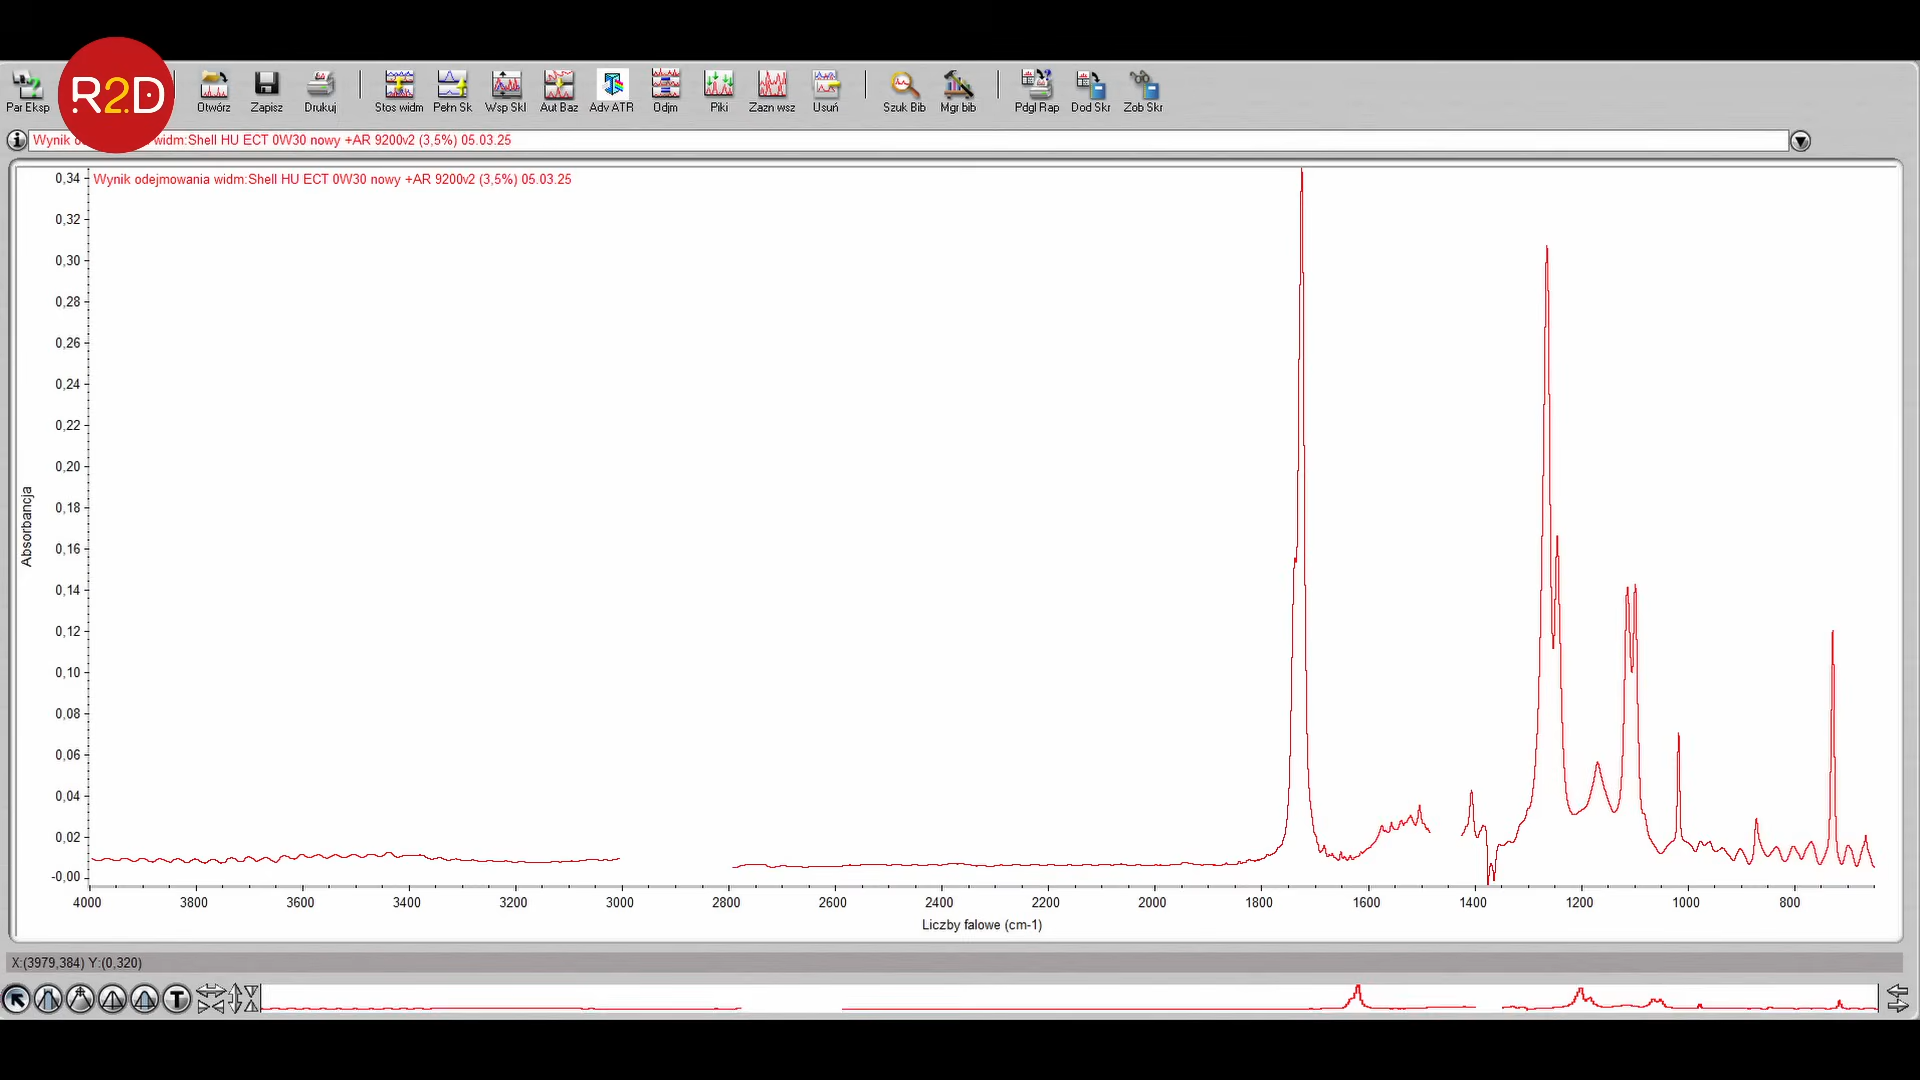 R2D
Par Eksp Otwórz Zapisz Drukuj Stos widm Pełn Sk Wsp Skl Aut Baz Adv ATR Odjm Piki Zazn wsz Usuń Szuk Bib Mgr bib Pdgl Rap Dod Skr Zob Skr
Wynik widm:Shell HU ECT 0W30 nowy +AR 9200v2 (3,5%) 05.03.25
Wynik odejmowania widm:Shell HU ECT 0W30 nowy +AR 9200v2 (3,5%) 05.03.25
0,34
0,32
0,30
0,28
0,26
0,24
0,22
0,20
0,18
0,16
0,14
0,12
0,10
0,08
0,06
0,04
0,02
-0,00
Absorbancja
4000 3800 3600 3400 3200 3000 2800 2600 2400 2200 2000 1800 1600 1400 1200 1000 800
Liczby falowe (cm-1)
X:(3979,384) Y:(0,320)
T